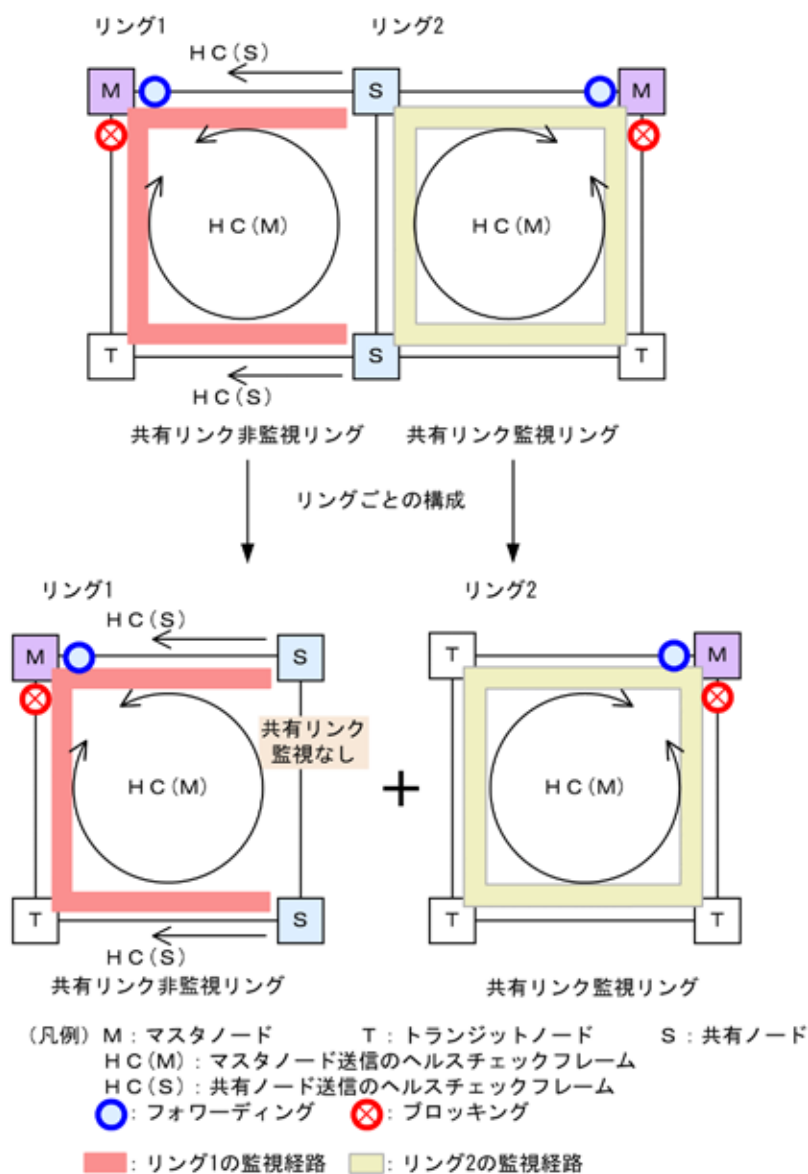 リング1 リング2
HC(S)
M S M
HC(M) HC(M)
T S T
HC(S)
共有リンク非監視リング 共有リンク監視リング
リングごとの構成
リング1 リング2
HC(S)
M S T M
共有リンク
監視なし
HC(M) + HC(M)
T S T T
HC(S)
共有リンク非監視リング 共有リンク監視リング
(凡例) M:マスタノード T:トランジットノード S:共有ノード
HC(M):マスタノード送信のヘルスチェックフレーム
HC(S):共有ノード送信のヘルスチェックフレーム
:フォワーディング :ブロッキング
:リング1の監視経路 :リング2の監視経路